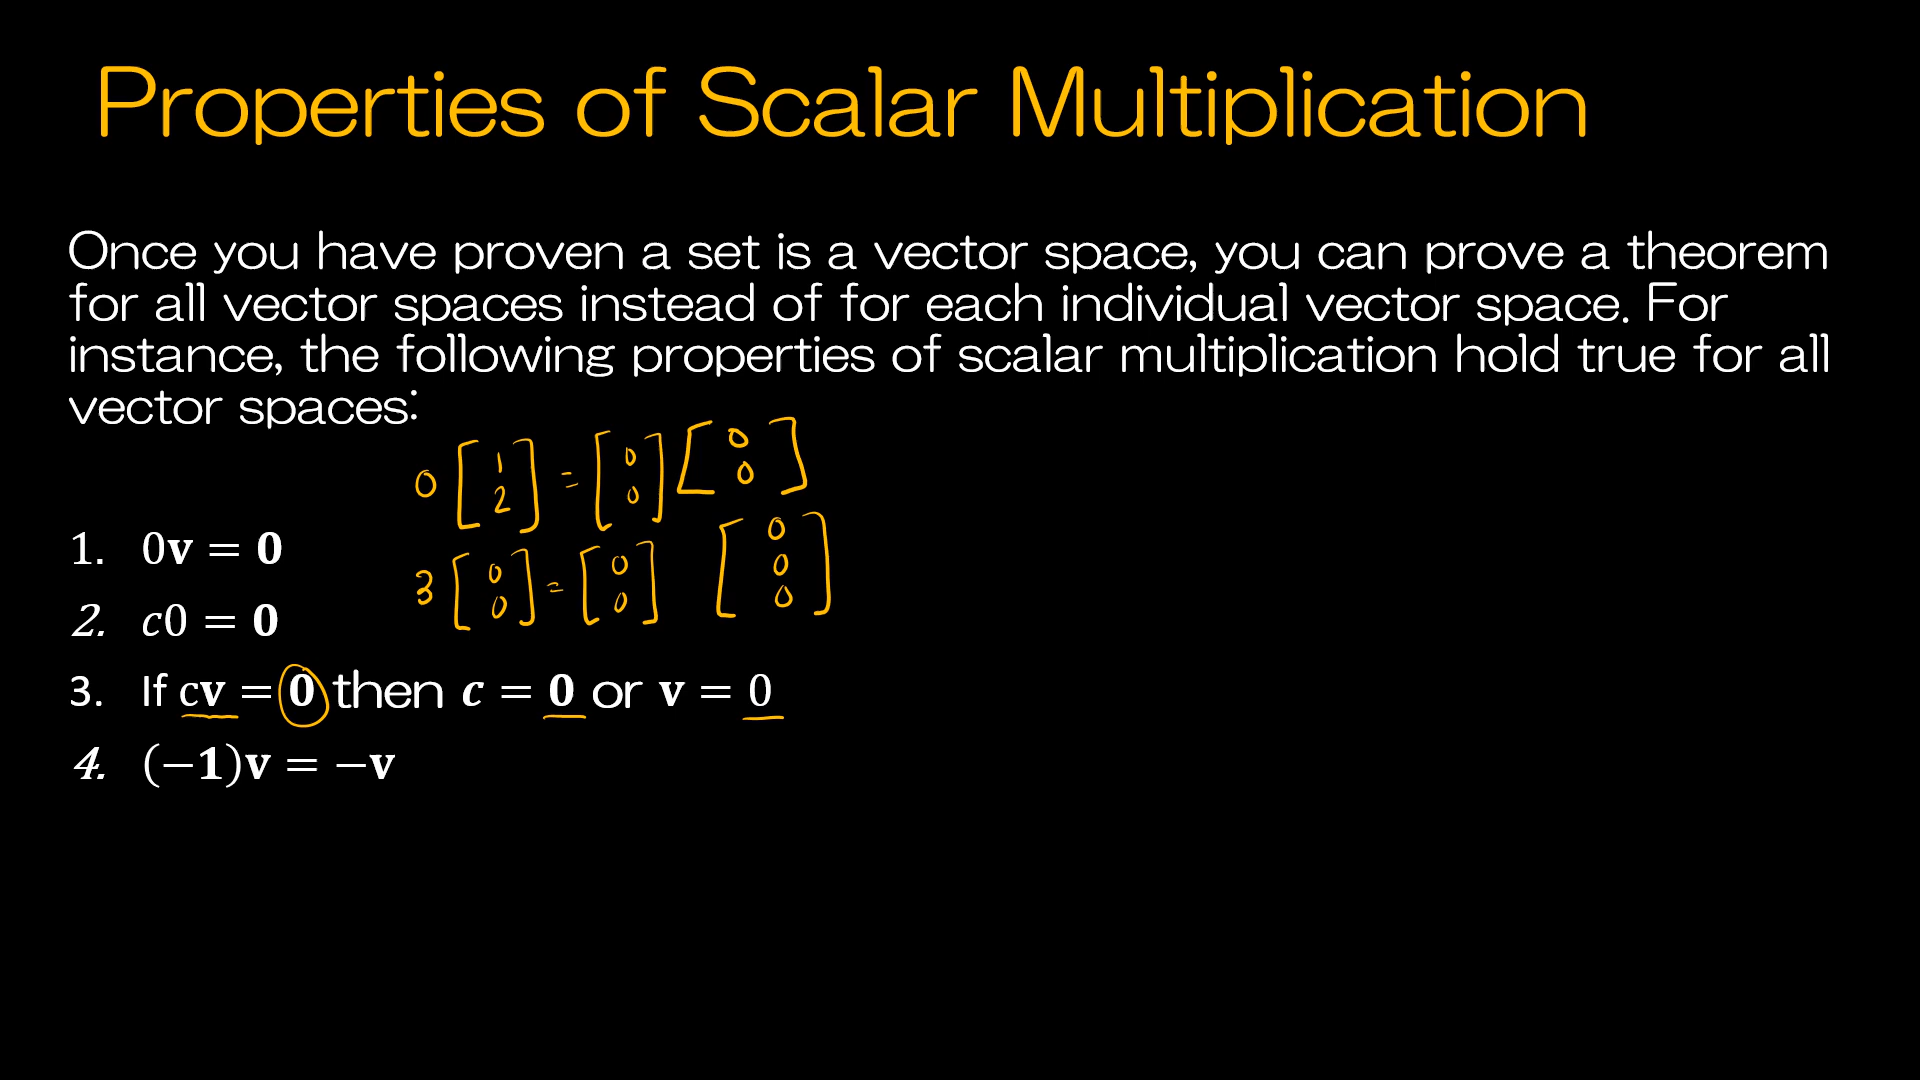 Properties of Scalar Multiplication
Once you have proven a set is a vector space, you can prove a theorem
for all vector spaces instead of for each individual vector space. For
instance, the following properties of scalar multiplication hold true for all
vector spaces:
0 [1 2] = [0 0] [0 0]
1. 0𝐯 = 𝟎
3 [0 0] = [0 0] [0 0 0]
2. c0 = 𝟎
3. If c𝐯 = 𝟎 then 𝒄 = 𝟎 or 𝐯 = 0
4. (−𝟏)𝐯 = −𝐯